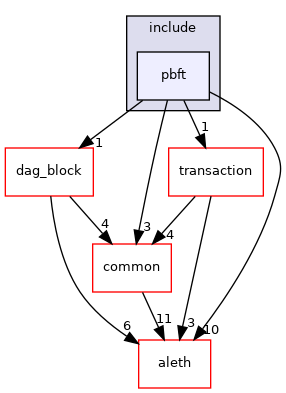 include
pbft
1
1
dag_block
transaction
4
3
4
common
11
6
3
10
aleth